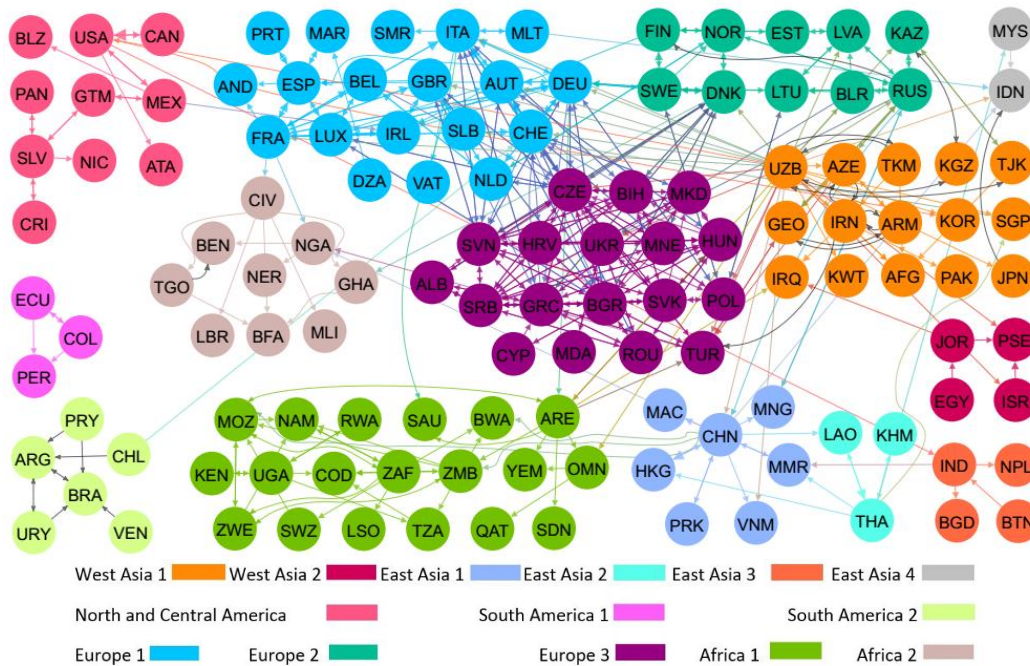 BLZ USA CAN PRT MAR SMR ITA MLT FIN NOR EST LVA KAZ MYS
PAN GTM MEX AND ESP BEL GBR AUT DEU SWE DNK LTU BLR RUS IDN
SLV NIC ATA FRA LUX IRL SLB CHE UZB AZE TKM KGZ TJK
CRI DZA VAT NLD CZE BIH MKD GEO IRN ARM KOR SGP
CIV BEN NGA SVN HRV UKR MNE HUN
TGO NER GHA ALB IRQ KWT AFG PAK JPN
ECU COL LBR BFA MLI SRB GRC BGR SVK POL
PER CYP MDA ROU TUR JOR PSE
PRY MOZ NAM RWA SAU BWA ARE MAC MNG EGY ISR
ARG CHL CHN LAO KHM
BRA KEN UGA COD ZAF ZMB YEM OMN HKG MMR IND NPL
URY VEN ZWE SWZ LSO TZA QAT SDN PRK VNM THA BGD BTN
West Asia 1 West Asia 2 East Asia 1 East Asia 2 East Asia 3 East Asia 4
North and Central America South America 1 South America 2
Europe 1 Europe 2 Europe 3 Africa 1 Africa 2